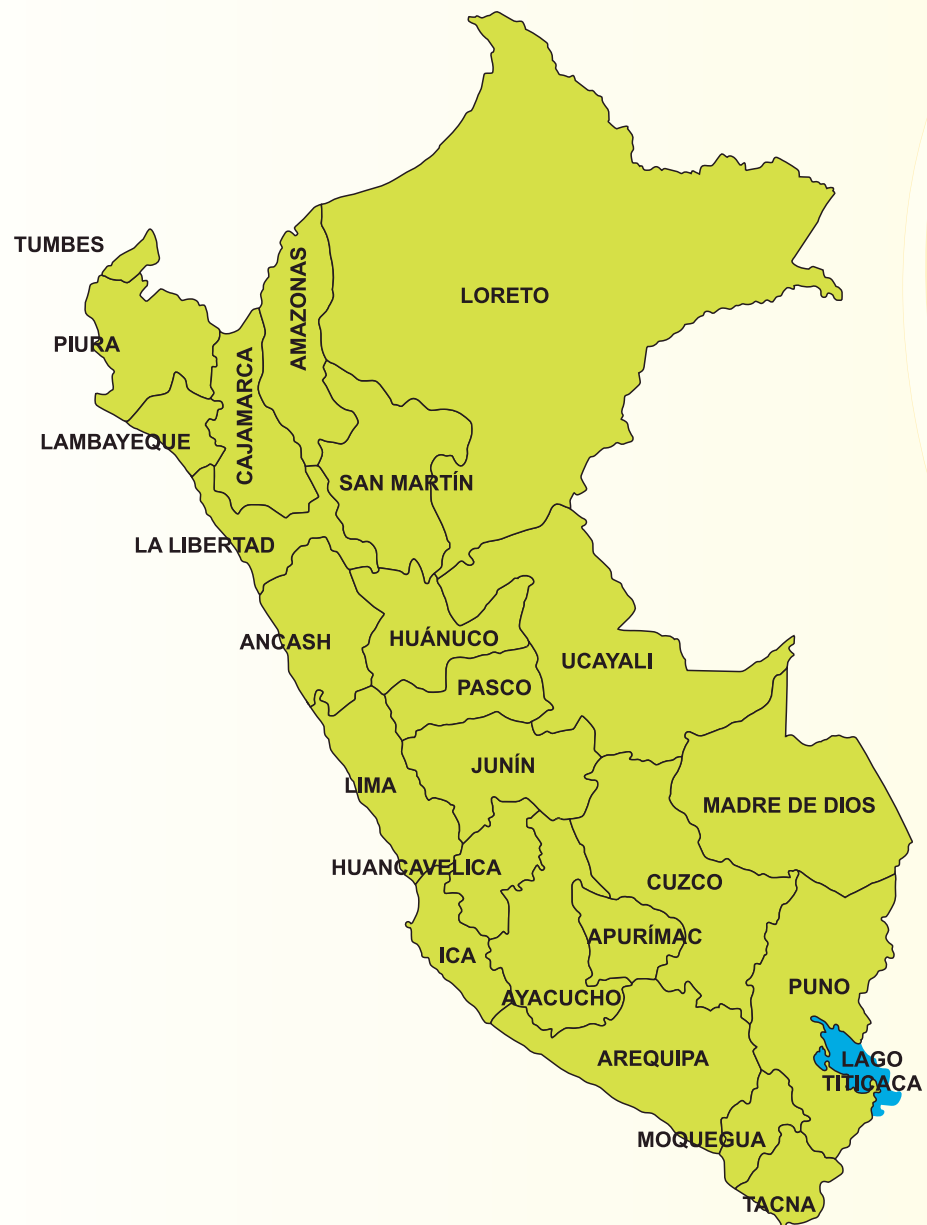 TUMBES
AMAZONAS
LORETO
PIURA
CAJAMARCA
LAMBAYEQUE
SAN MARTÍN
LA LIBERTAD
ANCASH
HUÁNUCO
UCAYALI
PASCO
JUNÍN
LIMA
MADRE DE DIOS
HUANCAVELICA
CUZCO
APURÍMAC
ICA
PUNO
AYACUCHO
AREQUIPA
LAGO
TITICACA
MOQUEGUA
TACNA